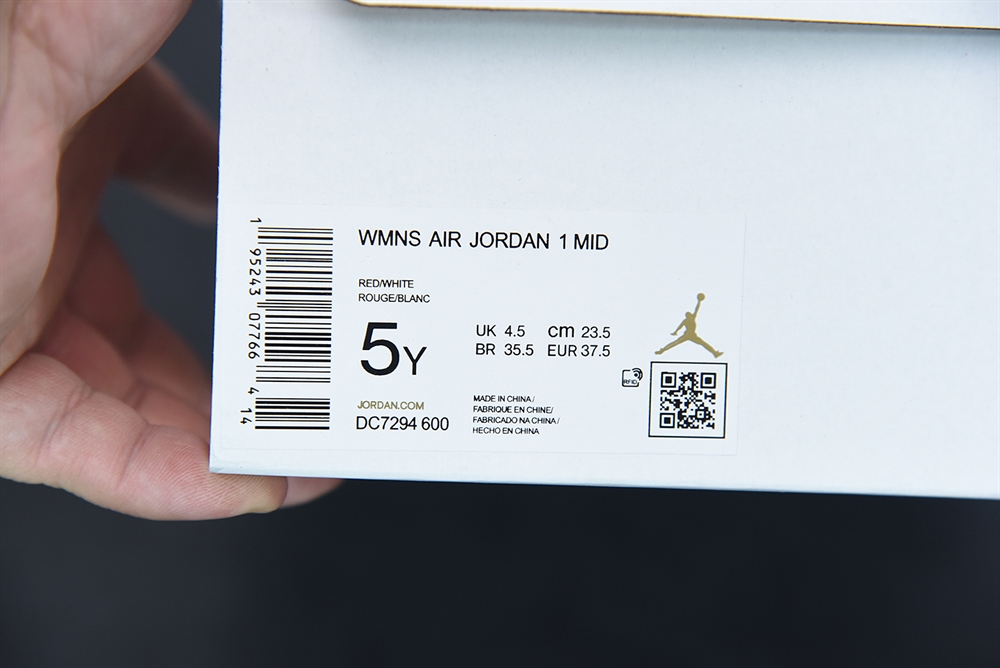 WMNS AIR JORDAN 1 MID
RED/WHITE
ROUGE/BLANC
5Y
UK 4.5 cm 23.5
BR 35.5 EUR 37.5
RFID
JORDAN.COM
DC7294 600
MADE IN CHINA /
FABRIQUE EN CHINE/
FABRICADO NA CHINA /
HECHO EN CHINA
1 95243 07766 4 14